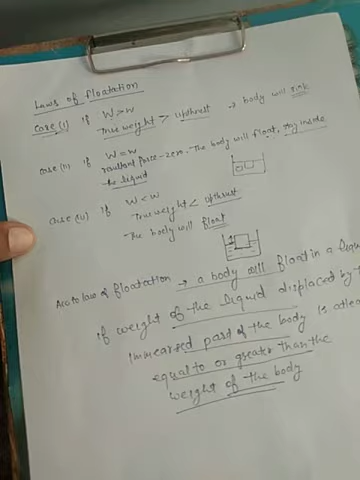 Laws of floatation
case (i) if W > w
True weight > upthrust → body will sink
case (ii) if W = w
resultant force - zero. The body will float, stay inside
the liquid
case (iii) if W < w
True weight < upthrust
The body will float
Acc to law of floatation → a body will float in a liquid
if weight of the liquid displaced by
immersed part of the body is atleast
equal to or greater than the
weight of the body